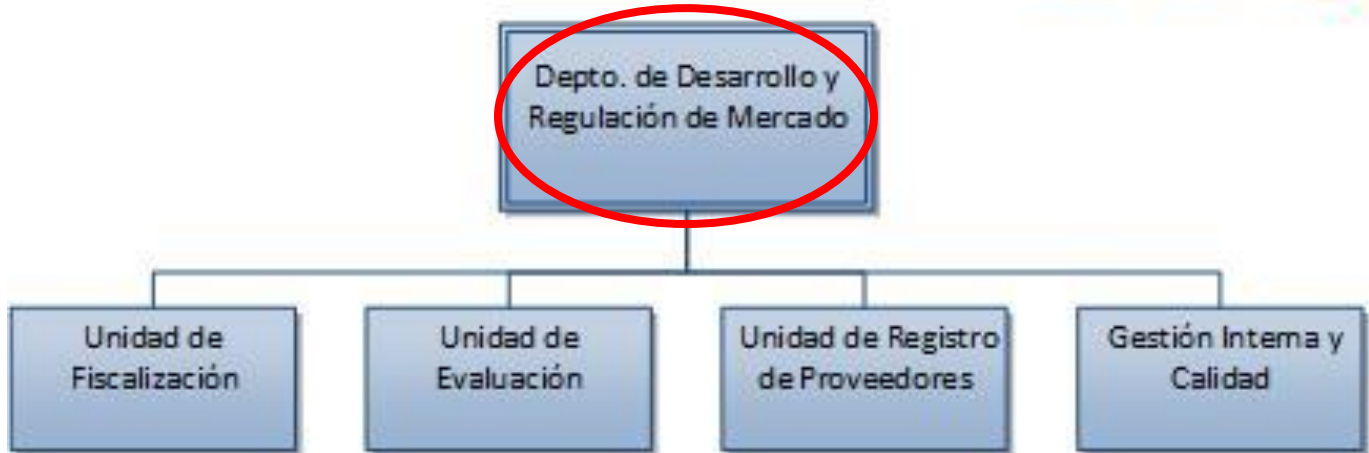 Depto. de Desarrollo y
Regulación de Mercado
Unidad de
Fiscalización
Unidad de
Evaluación
Unidad de Registro
de Proveedores
Gestión Interna y
Calidad